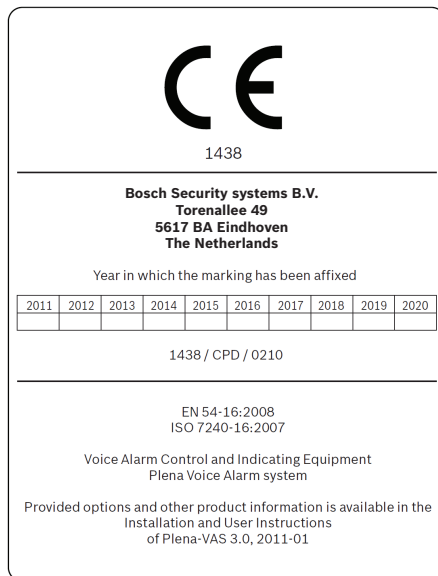 CE
1438
Bosch Security systems B.V.
Torenallee 49
5617 BA Eindhoven
The Netherlands
Year in which the marking has been affixed
2011 2012 2013 2014 2015 2016 2017 2018 2019 2020
1438 / CPD / 0210
EN 54-16:2008
ISO 7240-16:2007
Voice Alarm Control and Indicating Equipment
Plena Voice Alarm system
Provided options and other product information is available in the
Installation and User Instructions
of Plena-VAS 3.0, 2011-01